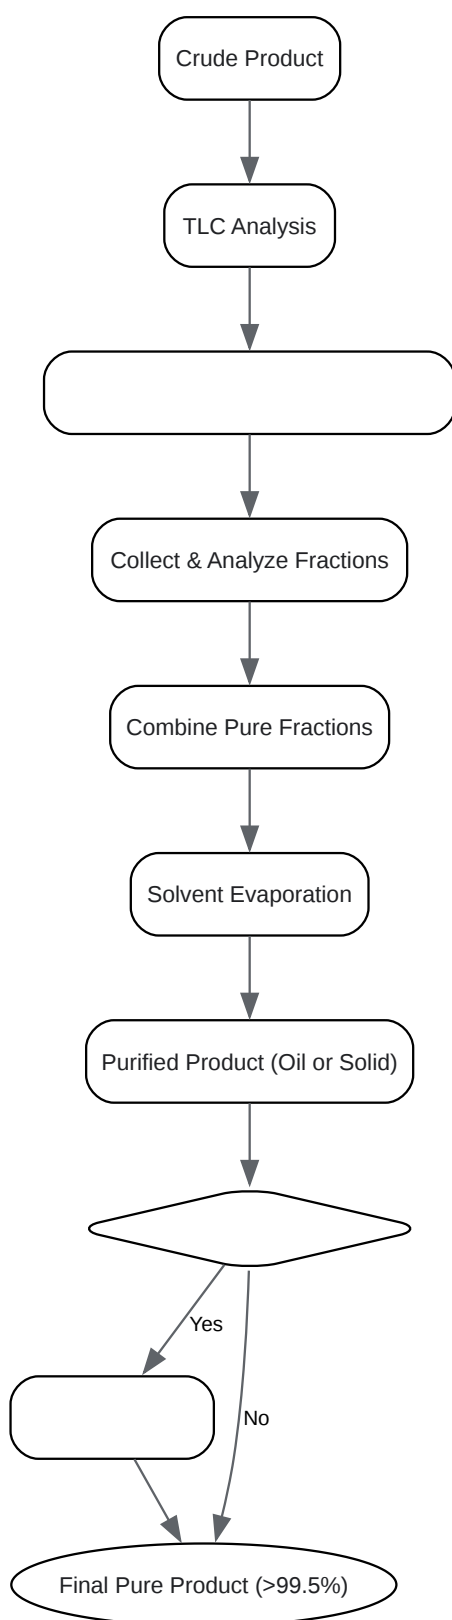 Crude Product
TLC Analysis
Collect & Analyze Fractions
Combine Pure Fractions
Solvent Evaporation
Purified Product (Oil or Solid)
Yes
No
Final Pure Product (>99.5%)